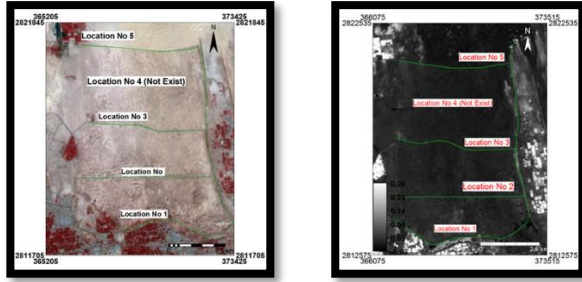 365205
373425
2821845
2821845
N
Location No 5
Location No 4 (Not Exist)
Location No 3
Location No
Location No 1
2811705
2811705
365205
373425
366075
373515
2822535
2822535
N
Location No 5
Location No 4 (Not Exist)
Location No 3
0.28
Location No 2
Location No 1
2812575
2812575
366075
373515